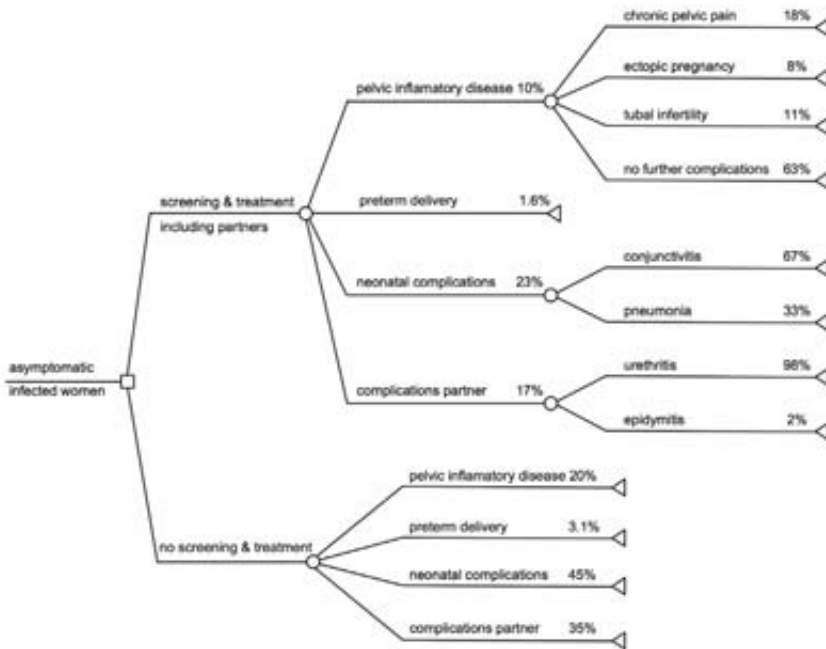 chronic pelvic pain 18%
ectopic pregnancy 8%
pelvic inflamatory disease 10%
tubal infertility 11%
no further complications 63%
screening & treatment
including partners
preterm delivery 1.6%
conjunctivitis 67%
neonatal complications 23%
pneumonia 33%
asymptomatic
infected women
urethritis 98%
complications partner 17%
epidymitis 2%
pelvic inflamatory disease 20%
preterm delivery 3.1%
no screening & treatment
neonatal complications 45%
complications partner 35%